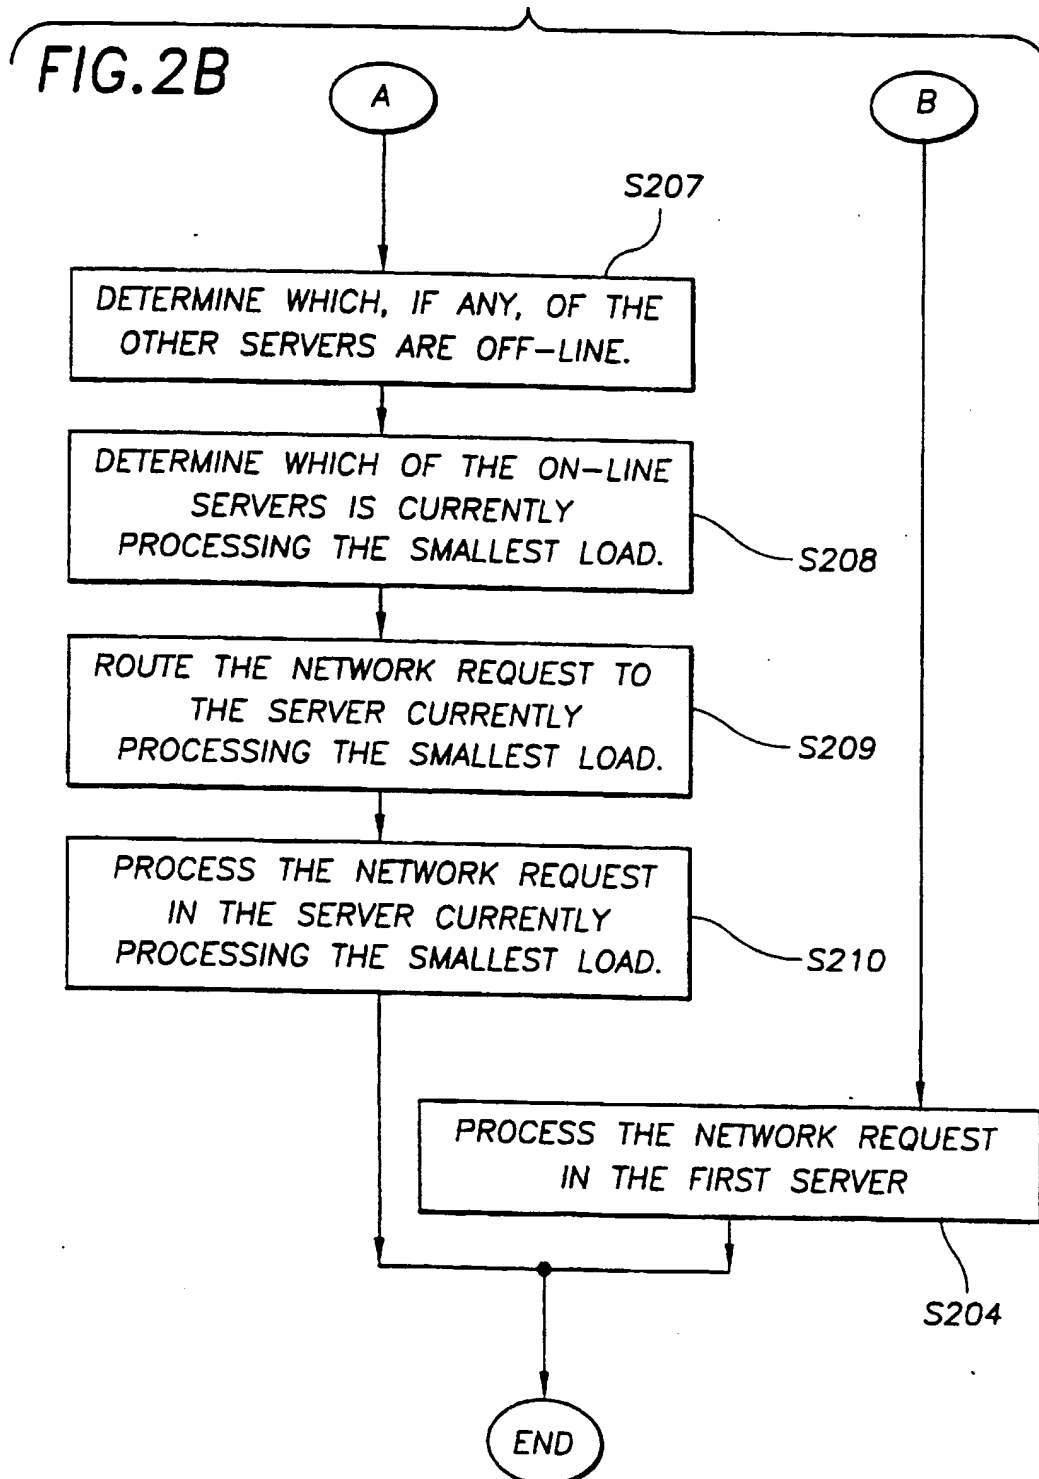 FIG.2B
A
B
S207
DETERMINE WHICH, IF ANY, OF THE
OTHER SERVERS ARE OFF-LINE.
DETERMINE WHICH OF THE ON-LINE
SERVERS IS CURRENTLY
PROCESSING THE SMALLEST LOAD.
S208
ROUTE THE NETWORK REQUEST TO
THE SERVER CURRENTLY
PROCESSING THE SMALLEST LOAD.
S209
PROCESS THE NETWORK REQUEST
IN THE SERVER CURRENTLY
PROCESSING THE SMALLEST LOAD.
S210
PROCESS THE NETWORK REQUEST
IN THE FIRST SERVER
S204
END